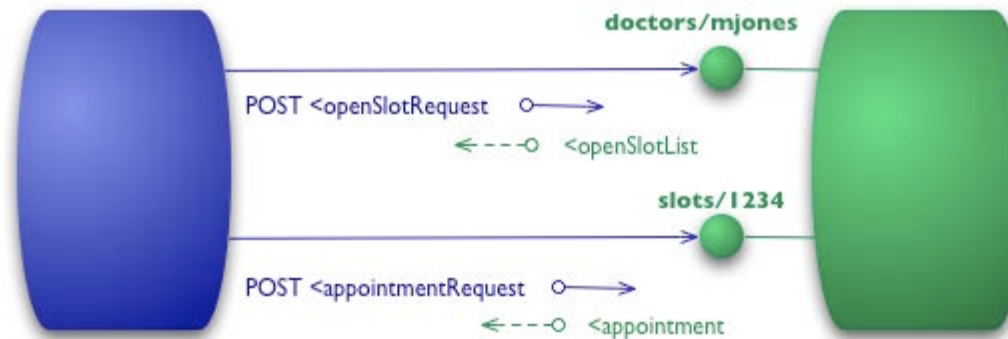 doctors/mjones
POST <openSlotRequest
<openSlotList
slots/1234
POST <appointmentRequest
<appointment